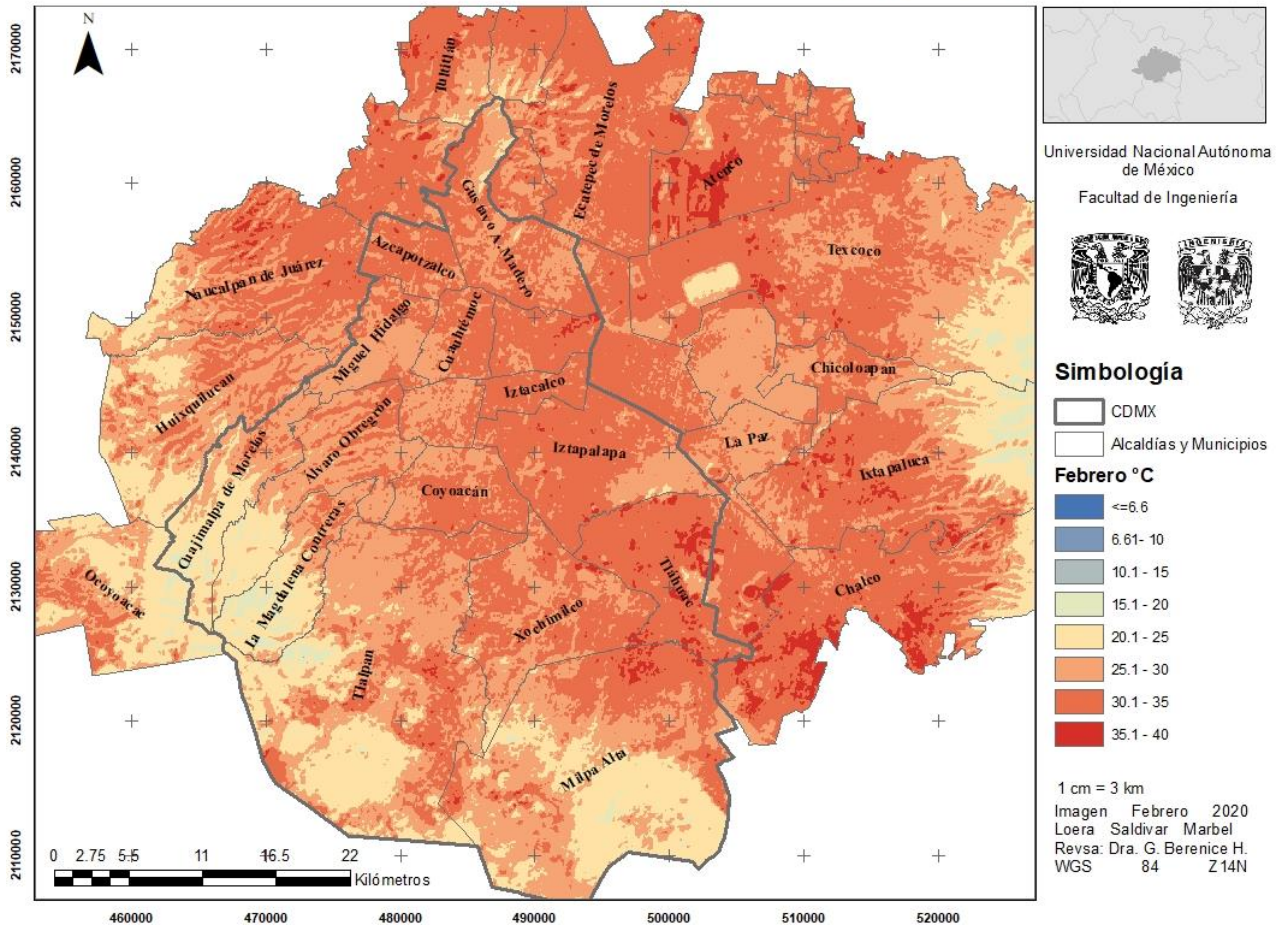 N
2170000
2160000
2150000
2140000
2130000
2120000
2110000
460000
470000
480000
490000
500000
510000
520000
Tultitlán
Ecatepec de Morelos
Atenco
Gustavo A. Madero
Azcapotzalco
Naucalpan de Juárez
Texcoco
Miguel Hidalgo
Cuauhtémoc
Huixquilucan
Iztacalco
Chicoloapan
Alvaro Obregrón
La Paz
Iztapalapa
Ixtapaluca
Coyoacán
Cuajimalpa de Morelos
La Magdalena Contreras
Ocoyoacac
Tláhuac
Chalco
Xochimilco
Tlalpan
Milpa Alta
0 2.75 5.5 11 16.5 22
Kilómetros
Universidad Nacional Autónoma
de México
Facultad de Ingeniería
INGENIERIA
Simbología
CDMX
Alcaldías y Municipios
Febrero °C
<=6.6
6.61- 10
10.1 - 15
15.1 - 20
20.1 - 25
25.1 - 30
30.1 - 35
35.1 - 40
1 cm = 3 km
Imagen Febrero 2020
Loera Saldivar Marbel
Revsa: Dra. G. Berenice H.
WGS 84 Z14N